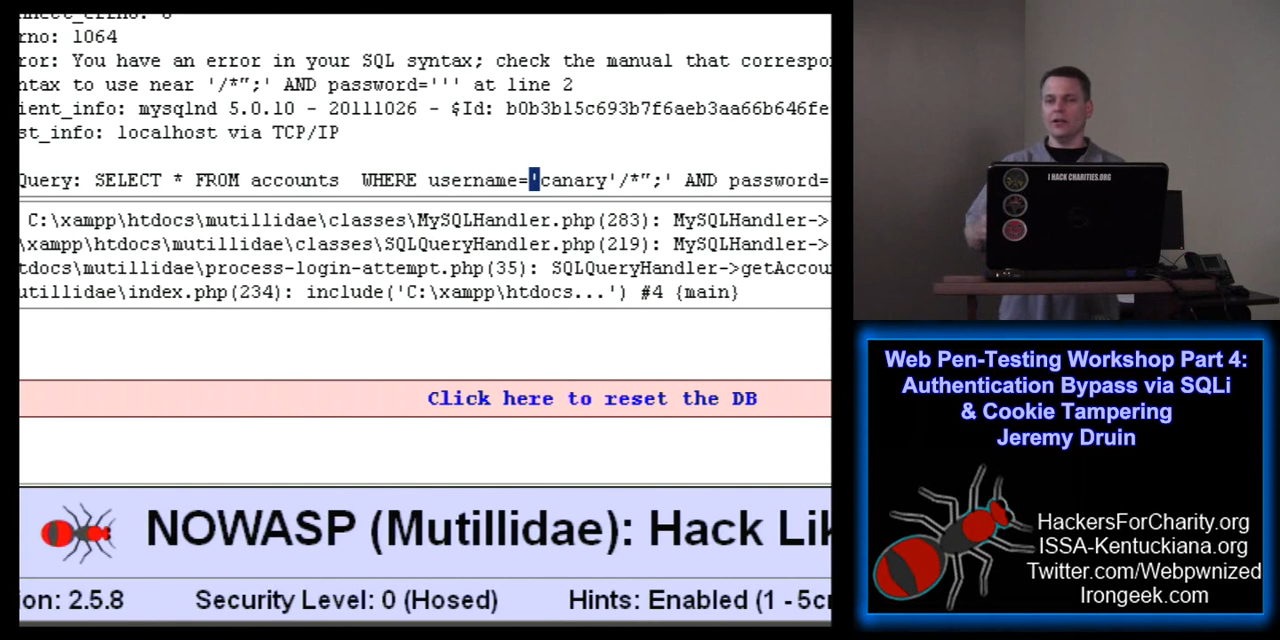 rno: 1064
ror: You have an error in your SQL syntax; check the manual that correspo
ntax to use near '/*";' AND password=''' at line 2
ient_info: mysqlnd 5.0.10 - 20111026 - $Id: b0b3b15c693b7f6aeb3aa66b646fe
st_info: localhost via TCP/IP
Query: SELECT * FROM accounts  WHERE username='canary'/*";' AND password=
C:\xampp\htdocs\mutillidae\classes\MySQLHandler.php(283): MySQLHandler->
\xampp\htdocs\mutillidae\classes\SQLQueryHandler.php(219): MySQLHandler->
tdocs\mutillidae\process-login-attempt.php(35): SQLQueryHandler->getAccou
utillidae\index.php(234): include('C:\xampp\htdocs...') #4 {main}
Click here to reset the DB
NOWASP (Mutillidae): Hack Lik
ion: 2.5.8 Security Level: 0 (Hosed) Hints: Enabled (1 - 5cr
I HACK CHARITIES.ORG
Web Pen-Testing Workshop Part 4:
Authentication Bypass via SQLi
& Cookie Tampering
Jeremy Druin
HackersForCharity.org
ISSA-Kentuckiana.org
Twitter.com/Webpwnized
Irongeek.com